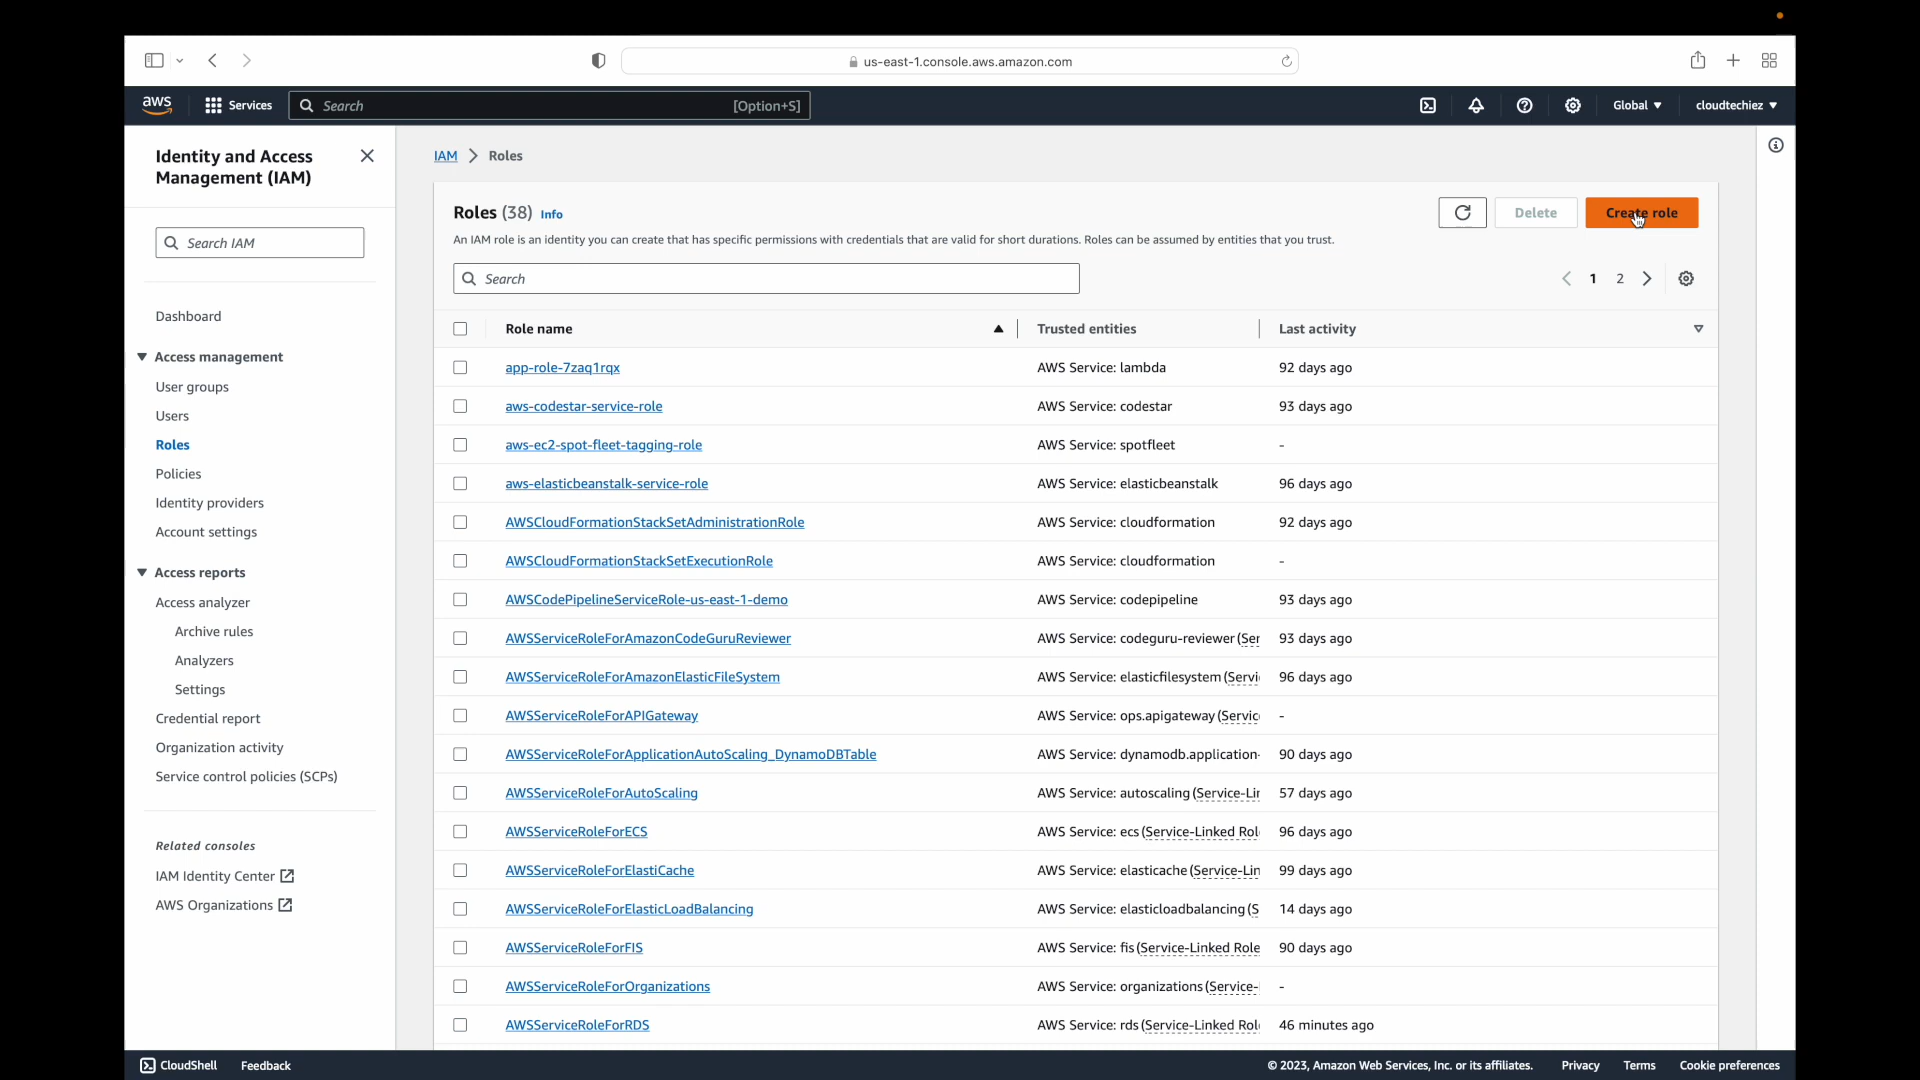 us-east-1.console.aws.amazon.com
aws
Services
Search
[Option+S]
Global
cloudtechiez
Identity and Access
Management (IAM)
Search IAM
Dashboard
Access management
User groups
Users
Roles
Policies
Identity providers
Account settings
Access reports
Access analyzer
Archive rules
Analyzers
Settings
Credential report
Organization activity
Service control policies (SCPs)
Related consoles
IAM Identity Center
AWS Organizations
IAM > Roles
Roles (38) Info
Delete
Create role
An IAM role is an identity you can create that has specific permissions with credentials that are valid for short durations. Roles can be assumed by entities that you trust.
Search
1 2
Role name Trusted entities Last activity
app-role-7zaq1rqx AWS Service: lambda 92 days ago
aws-codestar-service-role AWS Service: codestar 93 days ago
aws-ec2-spot-fleet-tagging-role AWS Service: spotfleet -
aws-elasticbeanstalk-service-role AWS Service: elasticbeanstalk 96 days ago
AWSCloudFormationStackSetAdministrationRole AWS Service: cloudformation 92 days ago
AWSCloudFormationStackSetExecutionRole AWS Service: cloudformation -
AWSCodePipelineServiceRole-us-east-1-demo AWS Service: codepipeline 93 days ago
AWSServiceRoleForAmazonCodeGuruReviewer AWS Service: codeguru-reviewer (Ser 93 days ago
AWSServiceRoleForAmazonElasticFileSystem AWS Service: elasticfilesystem (Servi 96 days ago
AWSServiceRoleForAPIGateway AWS Service: ops.apigateway (Servic -
AWSServiceRoleForApplicationAutoScaling_DynamoDBTable AWS Service: dynamodb.application- 90 days ago
AWSServiceRoleForAutoScaling AWS Service: autoscaling (Service-Lin 57 days ago
AWSServiceRoleForECS AWS Service: ecs (Service-Linked Rol 96 days ago
AWSServiceRoleForElastiCache AWS Service: elasticache (Service-Lin 99 days ago
AWSServiceRoleForElasticLoadBalancing AWS Service: elasticloadbalancing (S 14 days ago
AWSServiceRoleForFIS AWS Service: fis (Service-Linked Role 90 days ago
AWSServiceRoleForOrganizations AWS Service: organizations (Service- -
AWSServiceRoleForRDS AWS Service: rds (Service-Linked Rol 46 minutes ago
CloudShell Feedback © 2023, Amazon Web Services, Inc. or its affiliates. Privacy Terms Cookie preferences